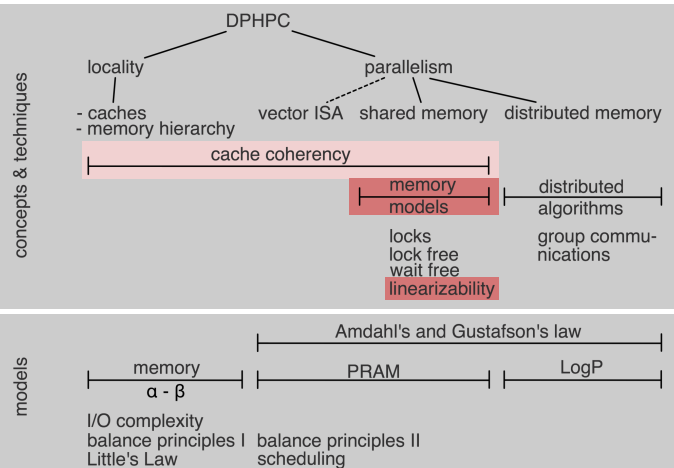 DPHPC
locality
parallelism
- caches
- memory hierarchy
vector ISA
shared memory
distributed memory
cache coherency
memory
models
distributed
algorithms
locks
lock free
wait free
linearizability
group commu-
nications
concepts & techniques
Amdahl's and Gustafson's law
memory
α - β
PRAM
LogP
I/O complexity
balance principles I
Little's Law
balance principles II
scheduling
models